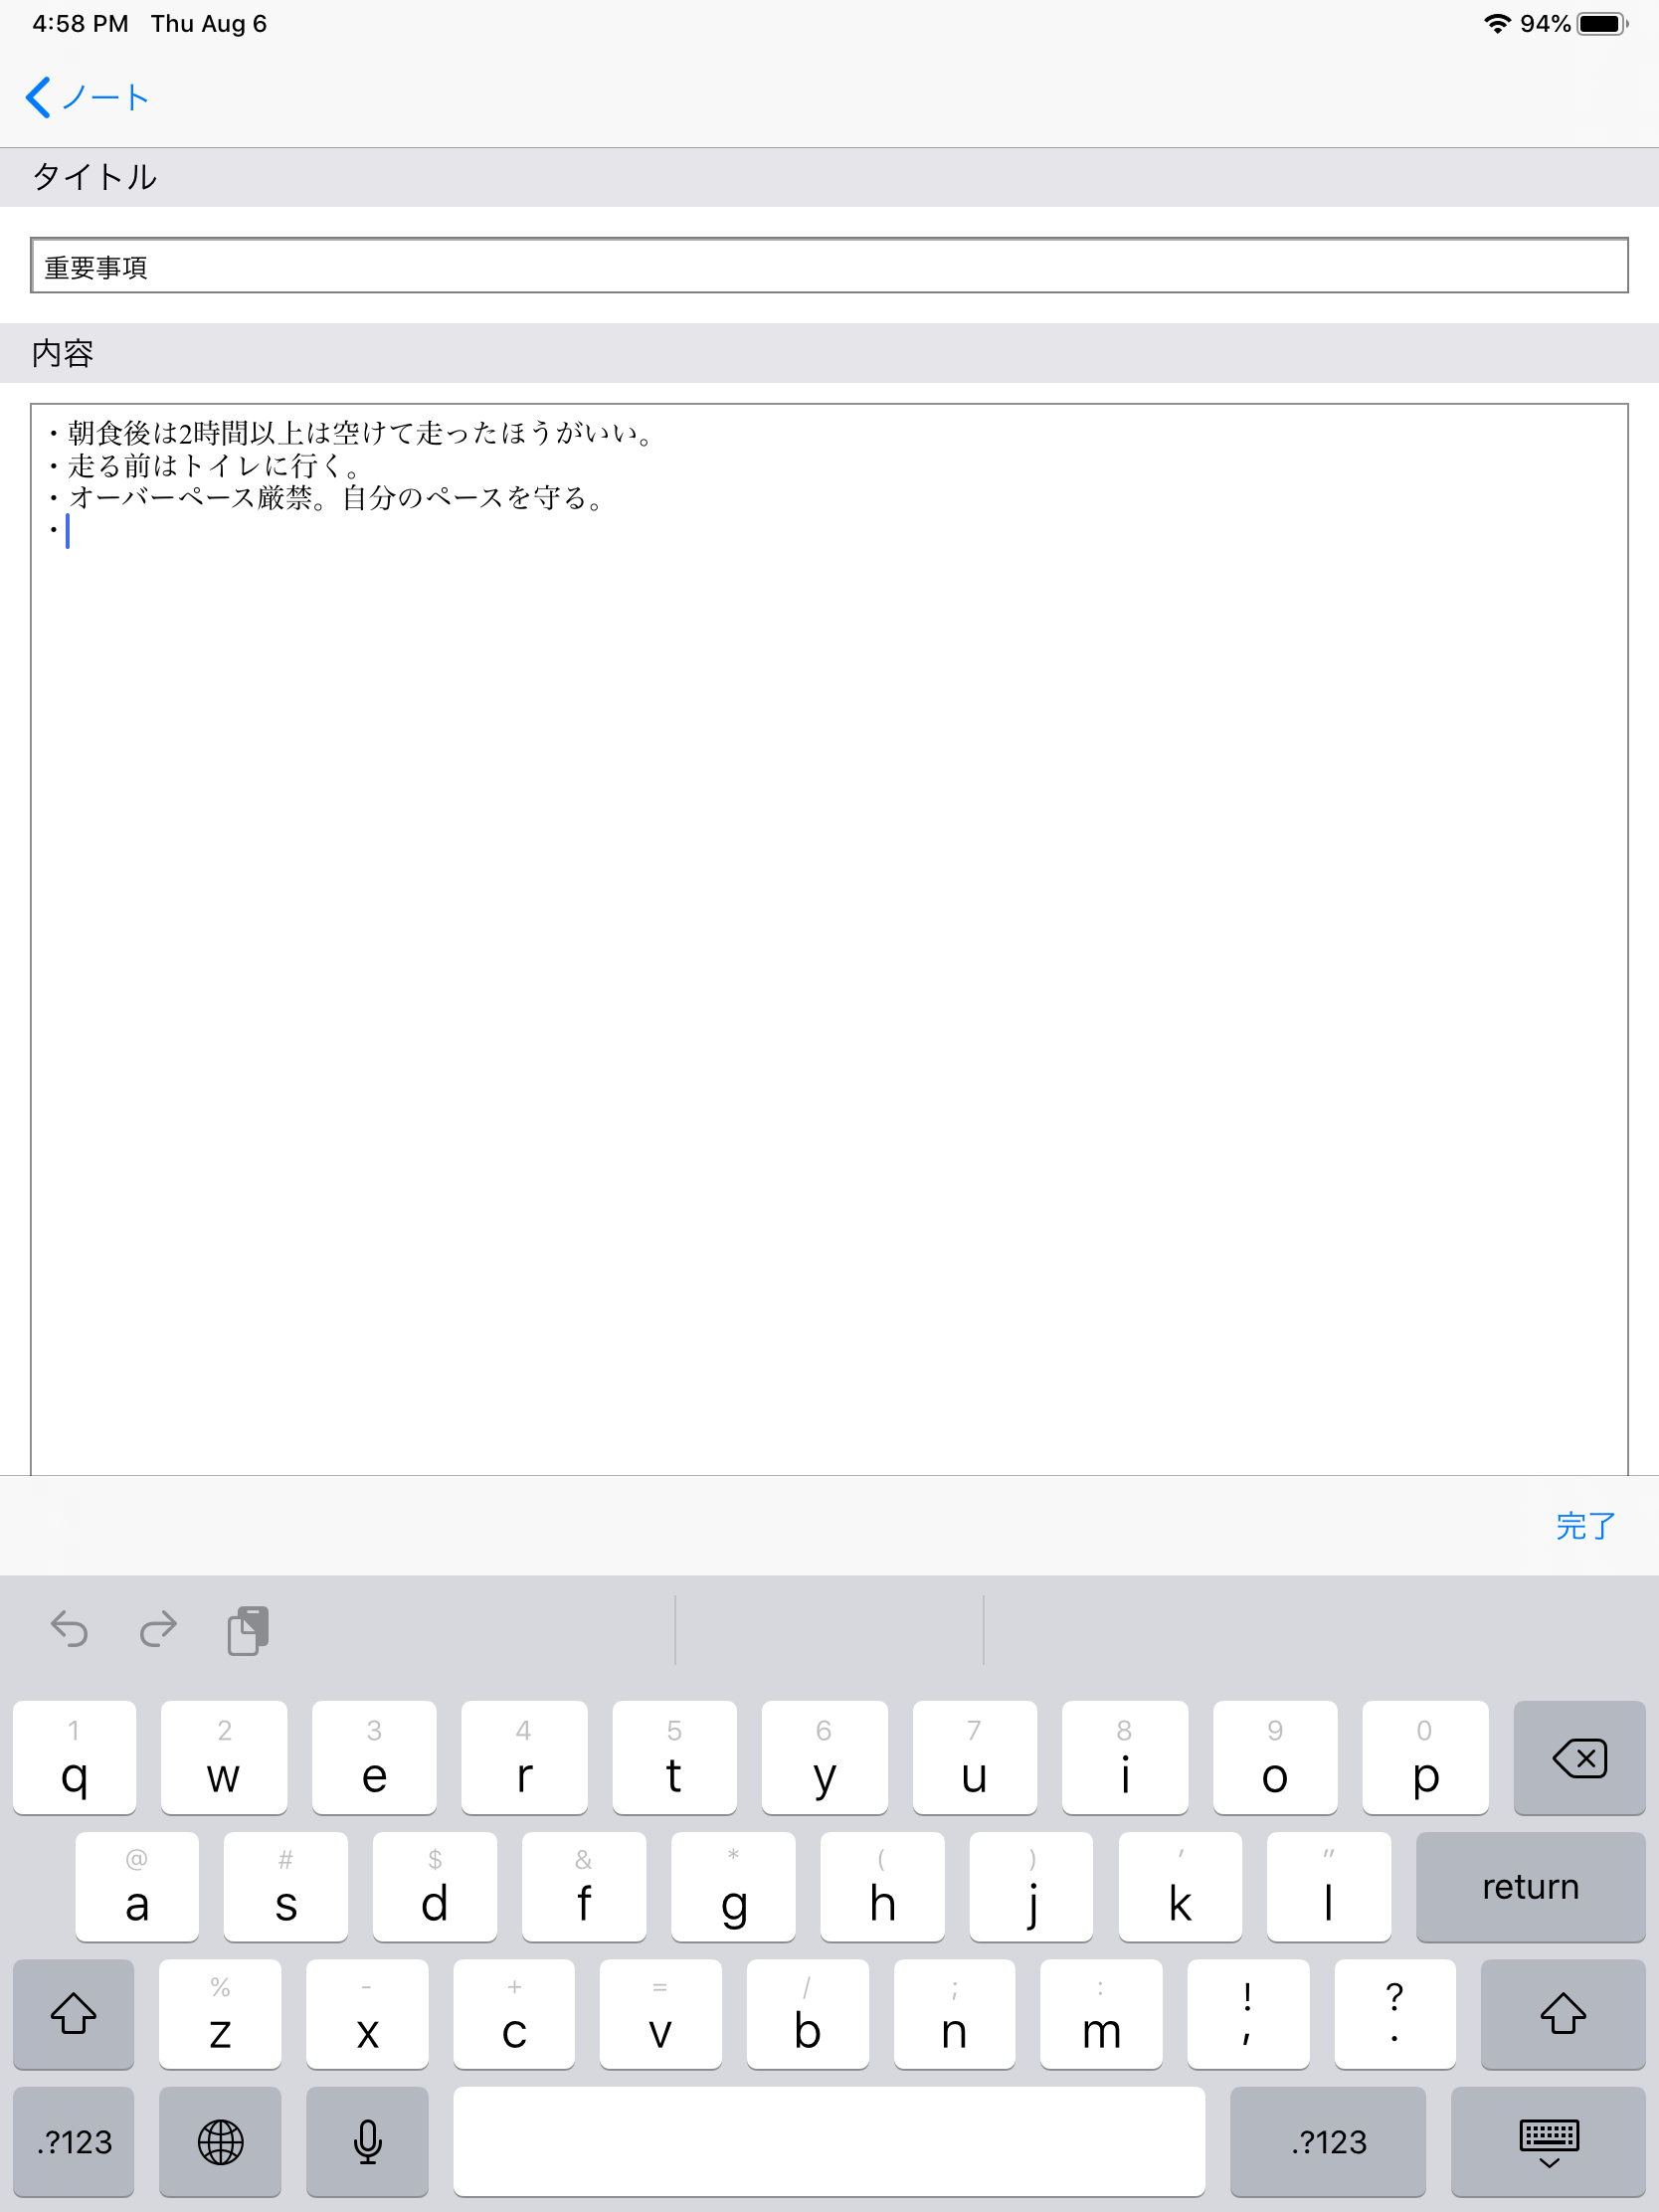 4:58 PM Thu Aug 6 94%
ノート
タイトル
重要事項
内容
・朝食後は2時間以上は空けて走ったほうがいい。
・走る前はトイレに行く。
・オーバーペース厳禁。自分のペースを守る。
・
完了
1 2 3 4 5 6 7 8 9 0
q w e r t y u i o p
@ # $ & * ( ) ' "
a s d f g h j k l return
% - + = / ; : ! ?
z x c v b n m , .
.?123 .?123